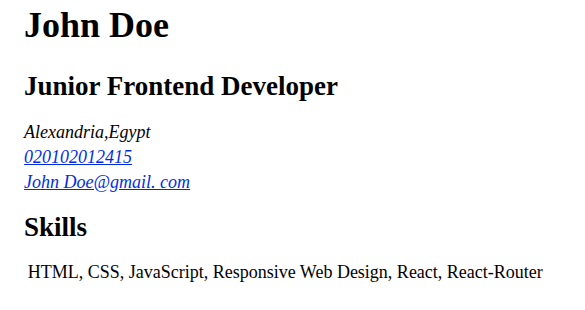 John Doe
Junior Frontend Developer
Alexandria,Egypt
020102012415
John Doe@gmail. com
Skills
HTML, CSS, JavaScript, Responsive Web Design, React, React-Router